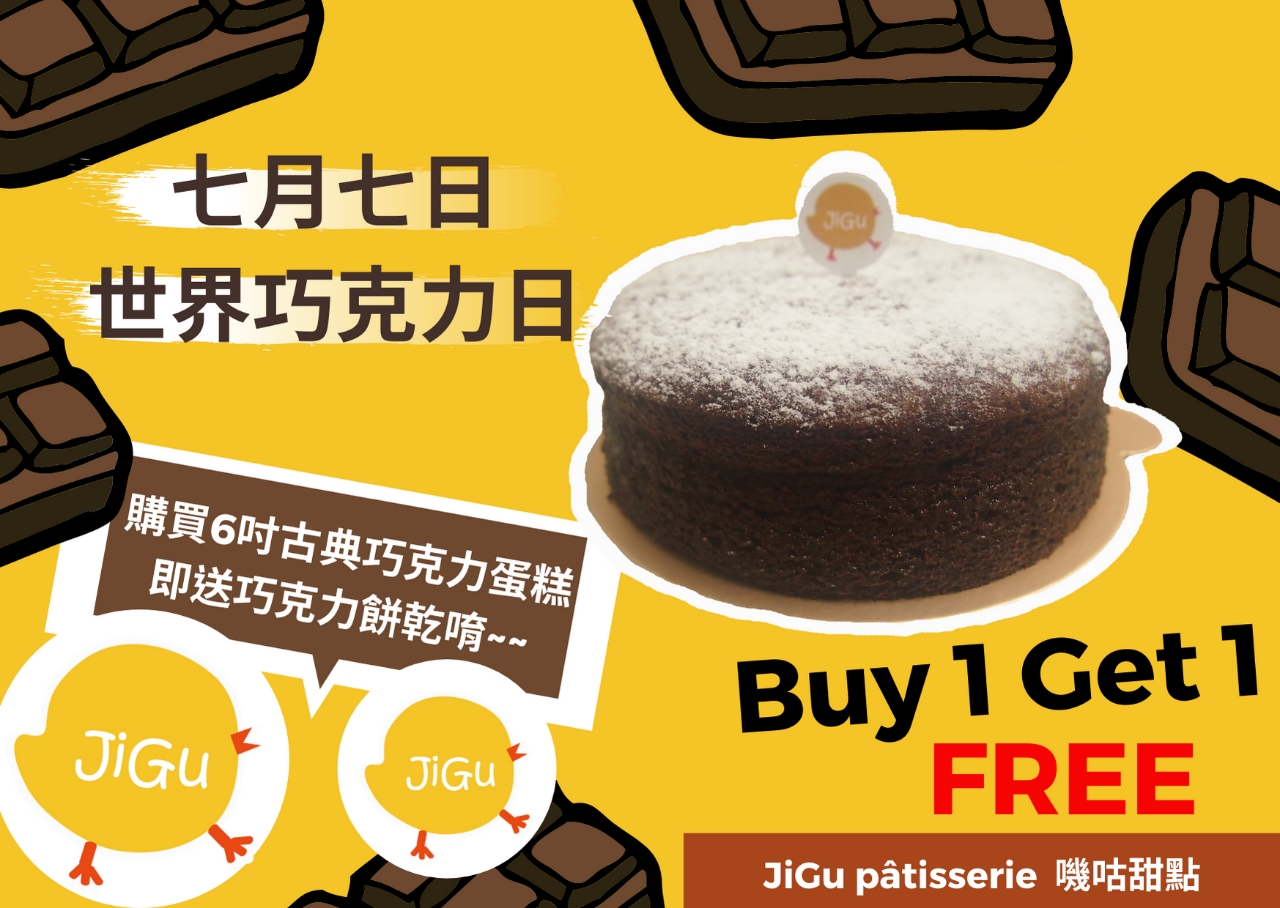 七月七日
世界巧克力日
JiGu
購買6吋古典巧克力蛋糕
即送巧克力餅乾唷~~
JiGu
JiGu
Buy 1 Get 1
FREE
JiGu pâtisserie 嘰咕甜點